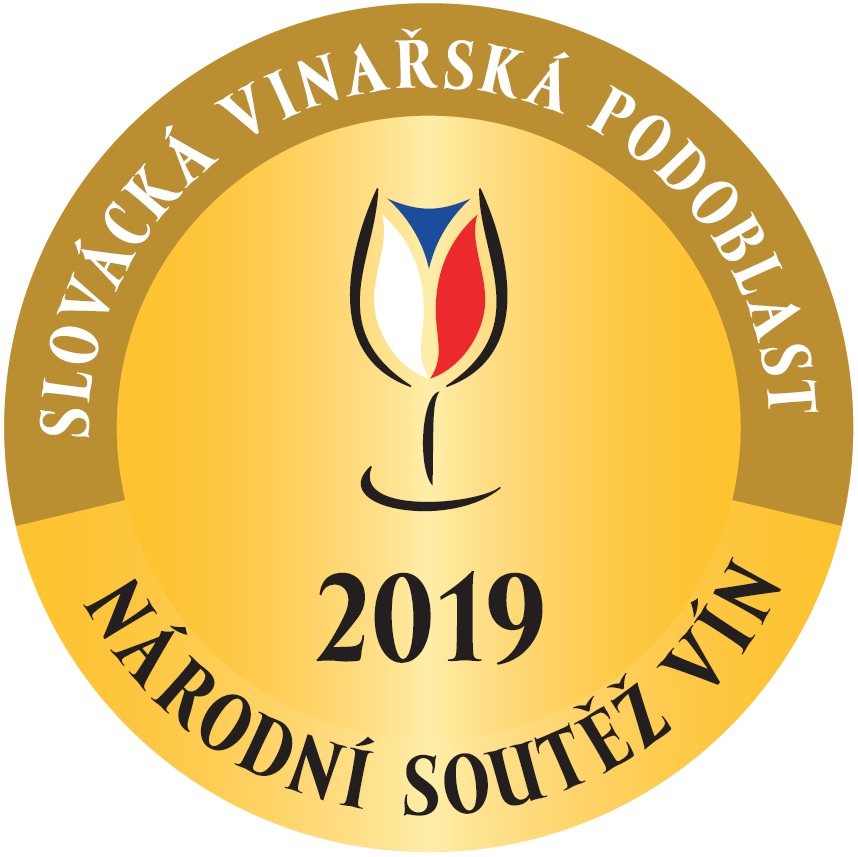 SLOVÁCKÁ VINAŘSKÁ PODOBLAST
2019
NÁRODNÍ SOUTĚŽ VÍN